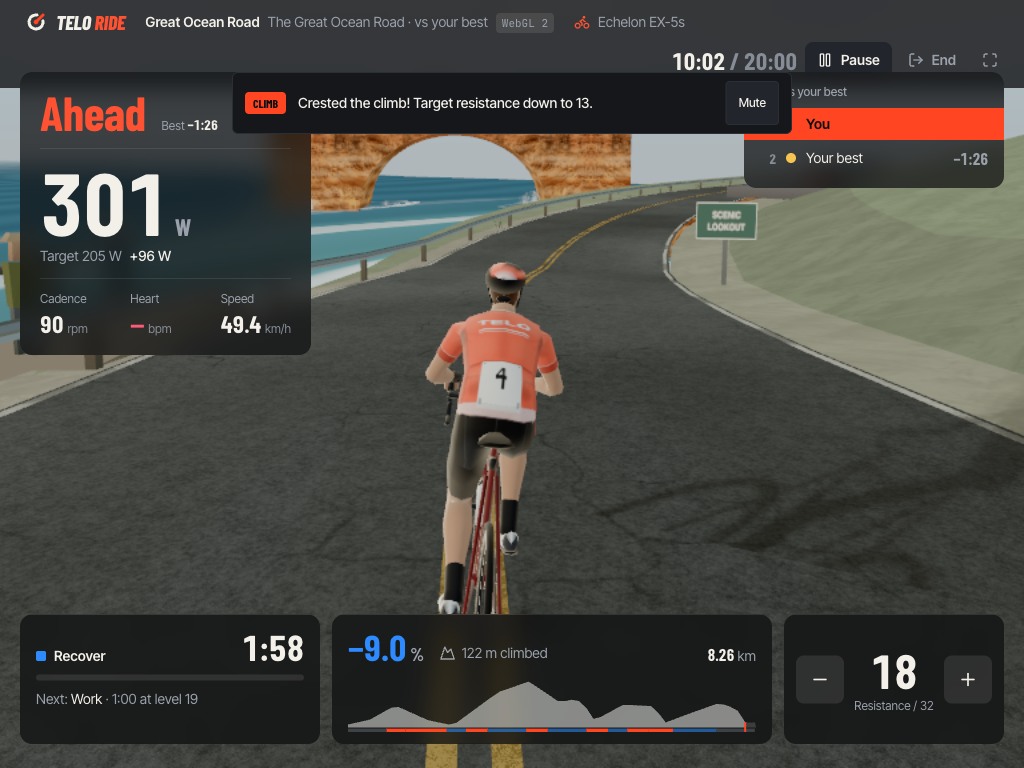 TELO RIDE Great Ocean Road The Great Ocean Road · vs your best WebGL 2 Echelon EX-5s
10:02 / 20:00 Pause End
Ahead Best −1:26
CLIMB Crested the climb! Target resistance down to 13. Mute
s your best
You
2 Your best −1:26
301 W
Target 205 W +96 W
Cadence Heart Speed
90 rpm — bpm 49.4 km/h
SCENIC
LOOKOUT
TELO
4
Recover 1:58
Next: Work · 1:00 at level 19
−9.0 % 122 m climbed 8.26 km
− 18 +
Resistance / 32